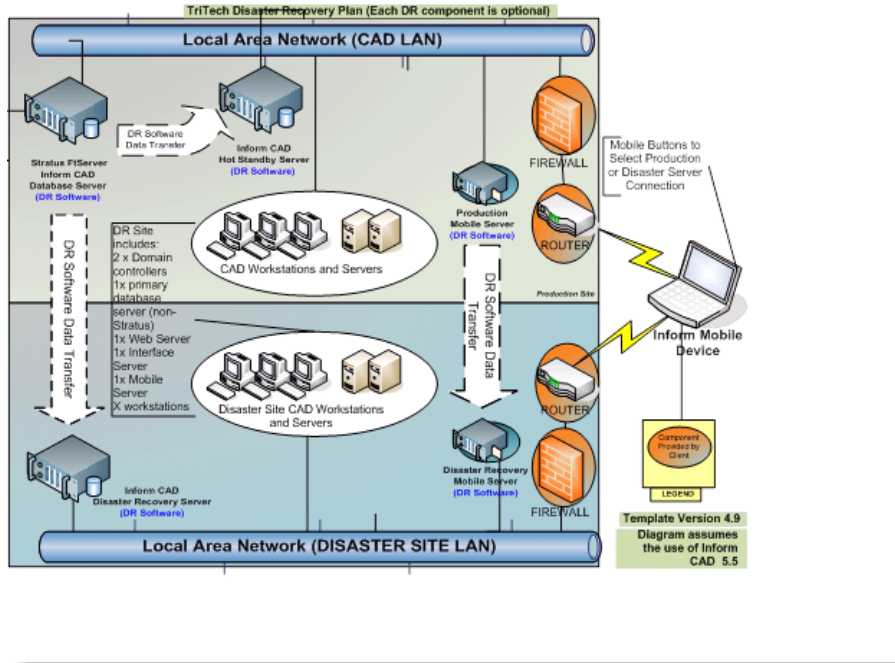 TriTech Disaster Recovery Plan (Each DR component is optional)
Local Area Network (CAD LAN)
DR Software
Data Transfer
Stratus FtServer
Inform CAD
Database Server
(DR Software)
Inform CAD
Hot Standby Server
(DR Software)
Production
Mobile Server
(DR Software)
FIREWALL
ROUTER
Mobile Buttons to
Select Production
or Disaster Server
Connection
CAD Workstations and Servers
Production Site
DR Software Data Transfer
DR Site
includes:
2 x Domain
controllers
1x primary
database
server (non-
Stratus)
1x Web Server
1x Interface
Server
1x Mobile
Server
X workstations
DR Software Data
Transfer
Inform Mobile
Device
Disaster Site CAD Workstations
and Servers
ROUTER
FIREWALL
Inform CAD
Disaster Recovery Server
(DR Software)
Disaster Recovery
Mobile Server
(DR Software)
Component
Provided by
Client
LEGEND
Local Area Network (DISASTER SITE LAN)
Template Version 4.9
Diagram assumes
the use of Inform
CAD 5.5